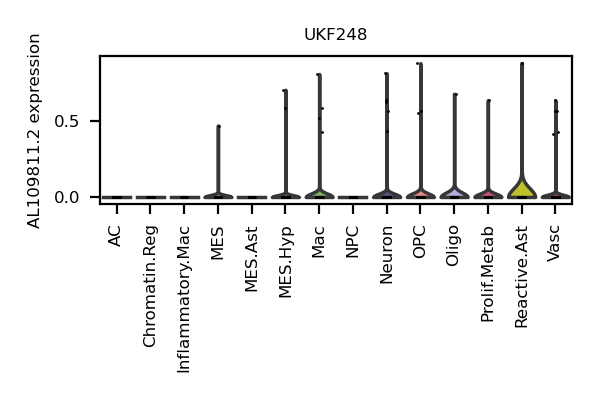 UKF248
AL109811.2 expression
0.5
0.0
AC
Chromatin.Reg
Inflammatory.Mac
MES
MES.Ast
MES.Hyp
Mac
NPC
Neuron
OPC
Oligo
Prolif.Metab
Reactive.Ast
Vasc